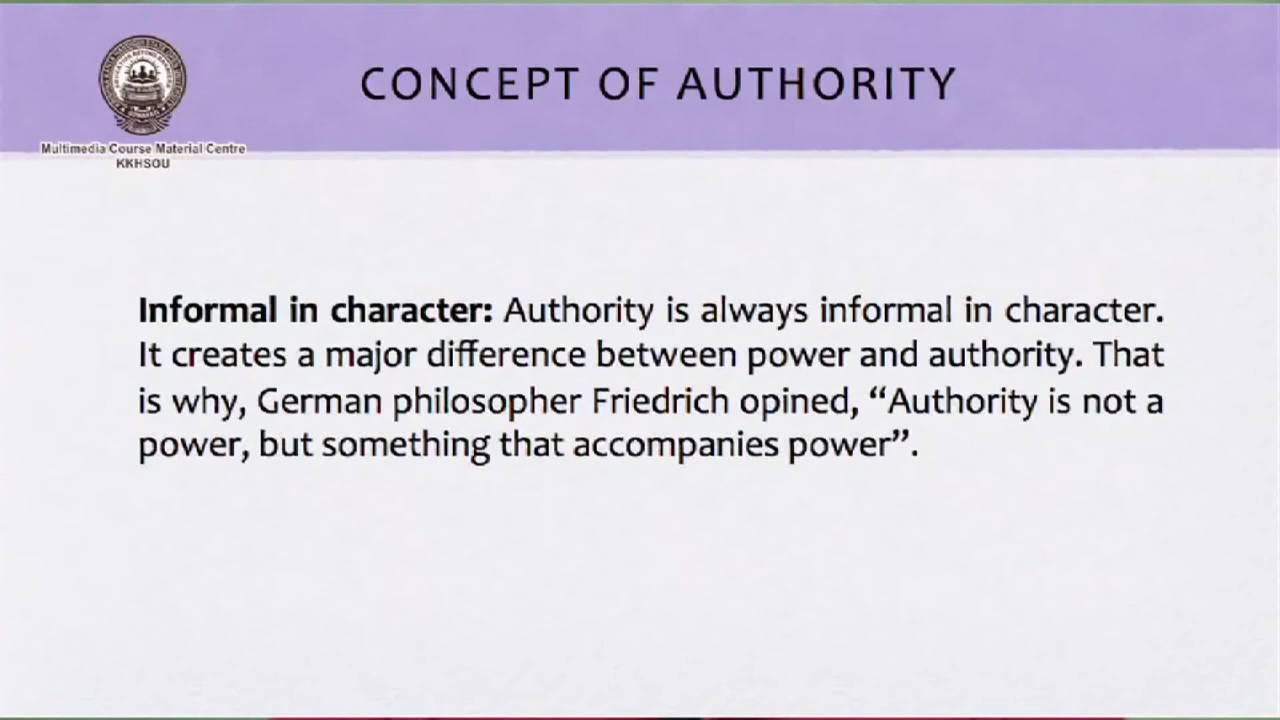 CONCEPT OF AUTHORITY
Multimedia Course Material Centre
KKHSOU
Informal in character: Authority is always informal in character.
It creates a major difference between power and authority. That
is why, German philosopher Friedrich opined, “Authority is not a
power, but something that accompanies power”.